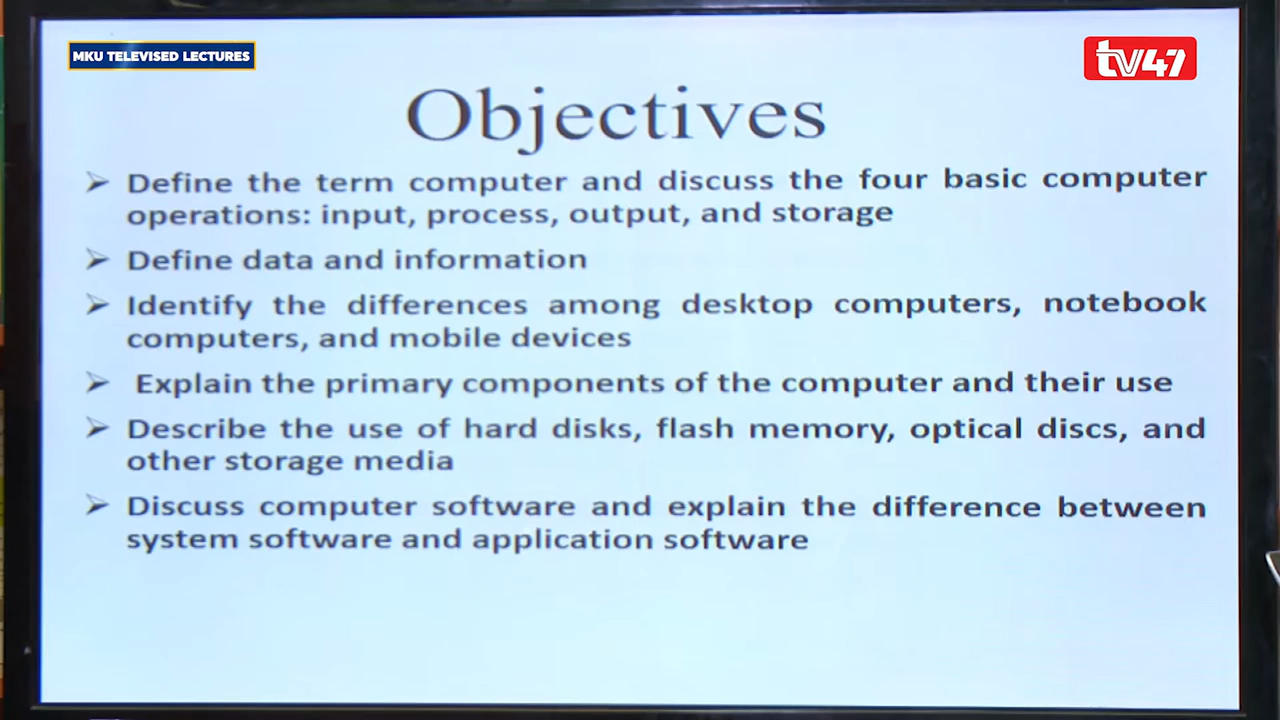 MKU TELEVISED LECTURES
tv47
Objectives
➢ Define the term computer and discuss the four basic computer
operations: input, process, output, and storage
➢ Define data and information
➢ Identify the differences among desktop computers, notebook
computers, and mobile devices
➢ Explain the primary components of the computer and their use
➢ Describe the use of hard disks, flash memory, optical discs, and
other storage media
➢ Discuss computer software and explain the difference between
system software and application software